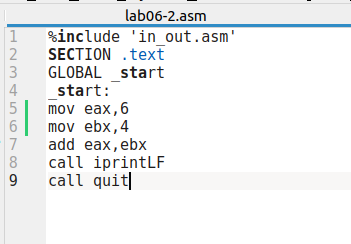 lab06-2.asm
1 %include 'in_out.asm'
2 SECTION .text
3 GLOBAL _start
4 _start:
5 mov eax,6
6 mov ebx,4
7 add eax,ebx
8 call iprintLF
9 call quit